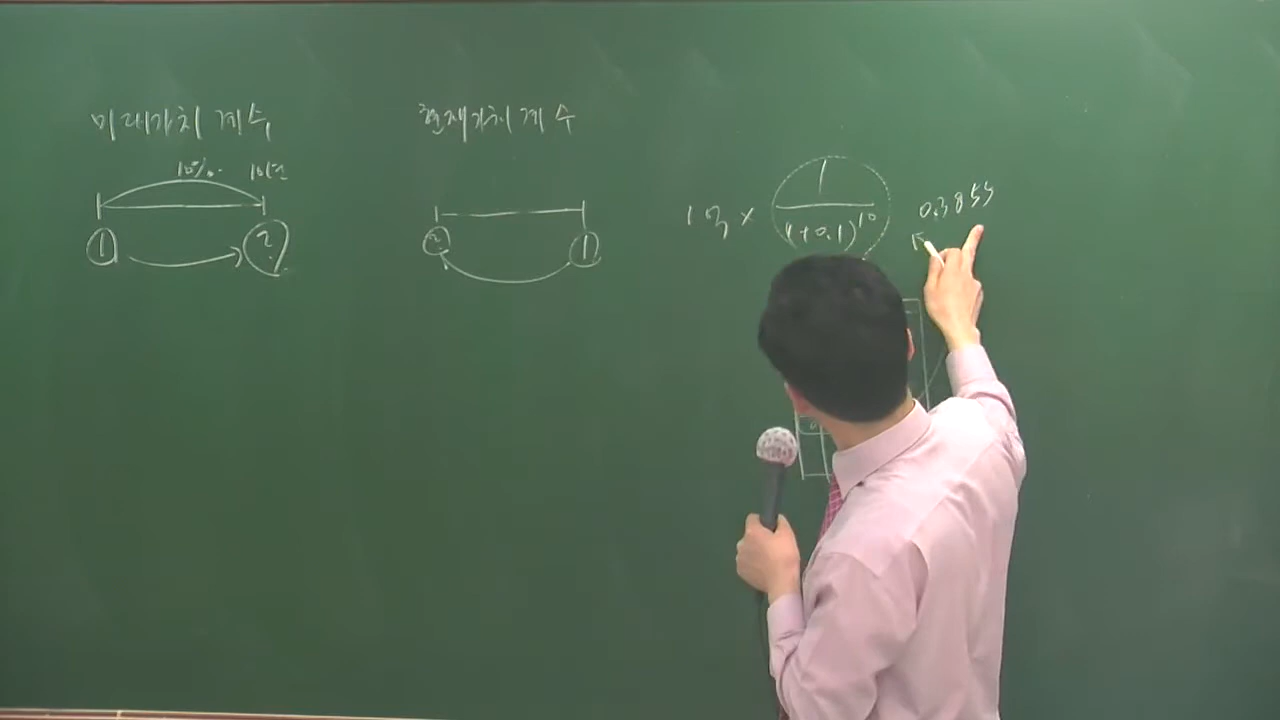 미래가치계수
10% 10년
1 ?
현재가치계수
? 1
1억 × 1/(1+0.1)^10 0.3855